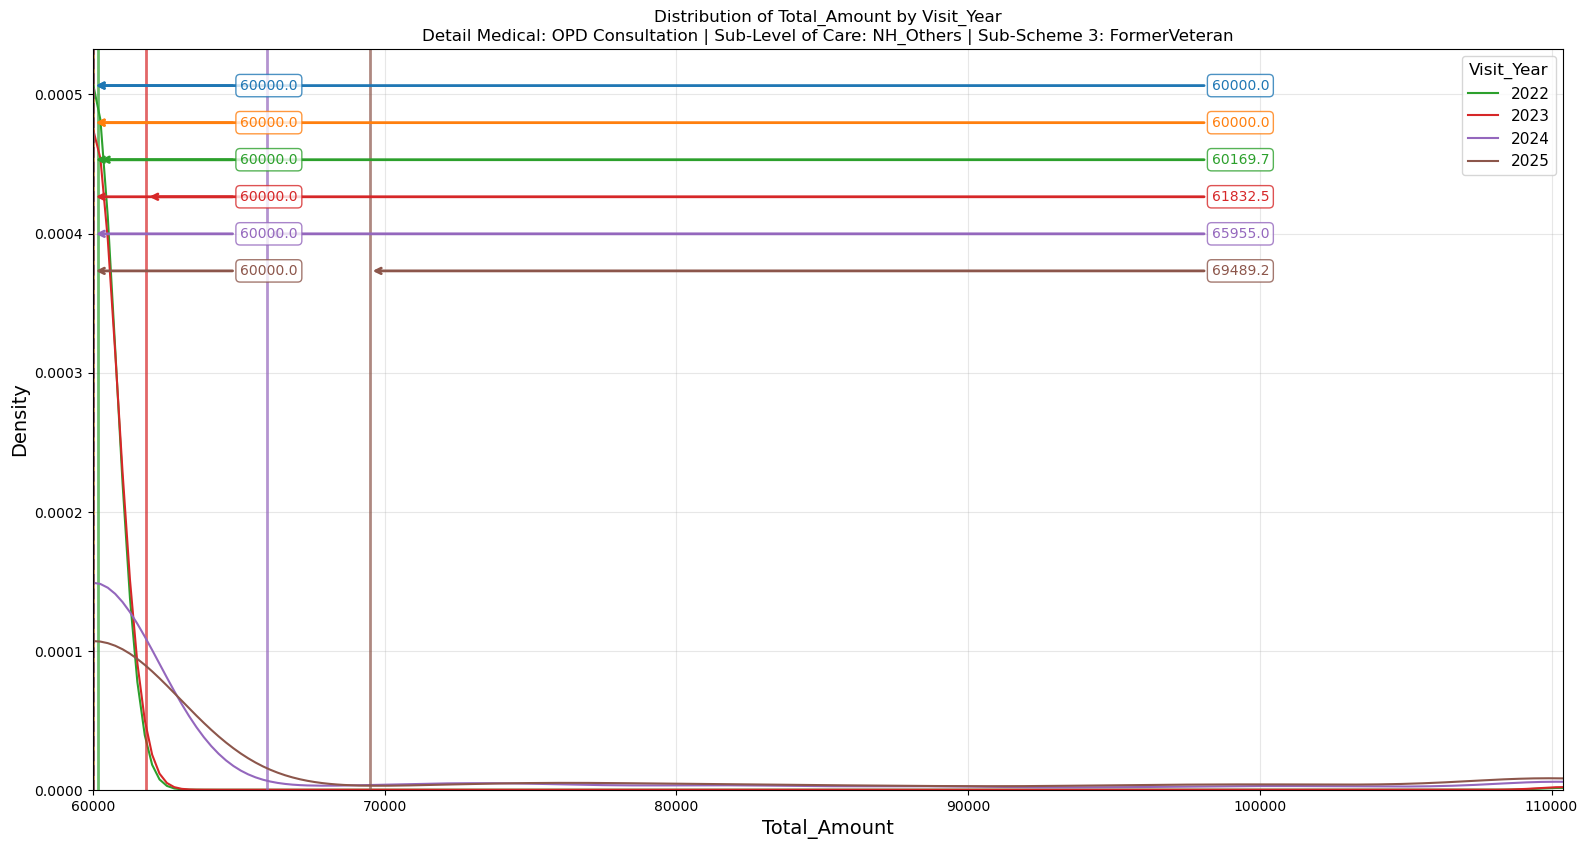 Distribution of Total_Amount by Visit_Year
Detail Medical: OPD Consultation | Sub-Level of Care: NH_Others | Sub-Scheme 3: FormerVeteran
Visit_Year
2022
2023
2024
2025
60000.0 60000.0
60000.0 60000.0
60000.0 60169.7
60000.0 61832.5
60000.0 65955.0
60000.0 69489.2
Density
0.0005
0.0004
0.0003
0.0002
0.0001
0.0000
60000 70000 80000 90000 100000 110000
Total_Amount